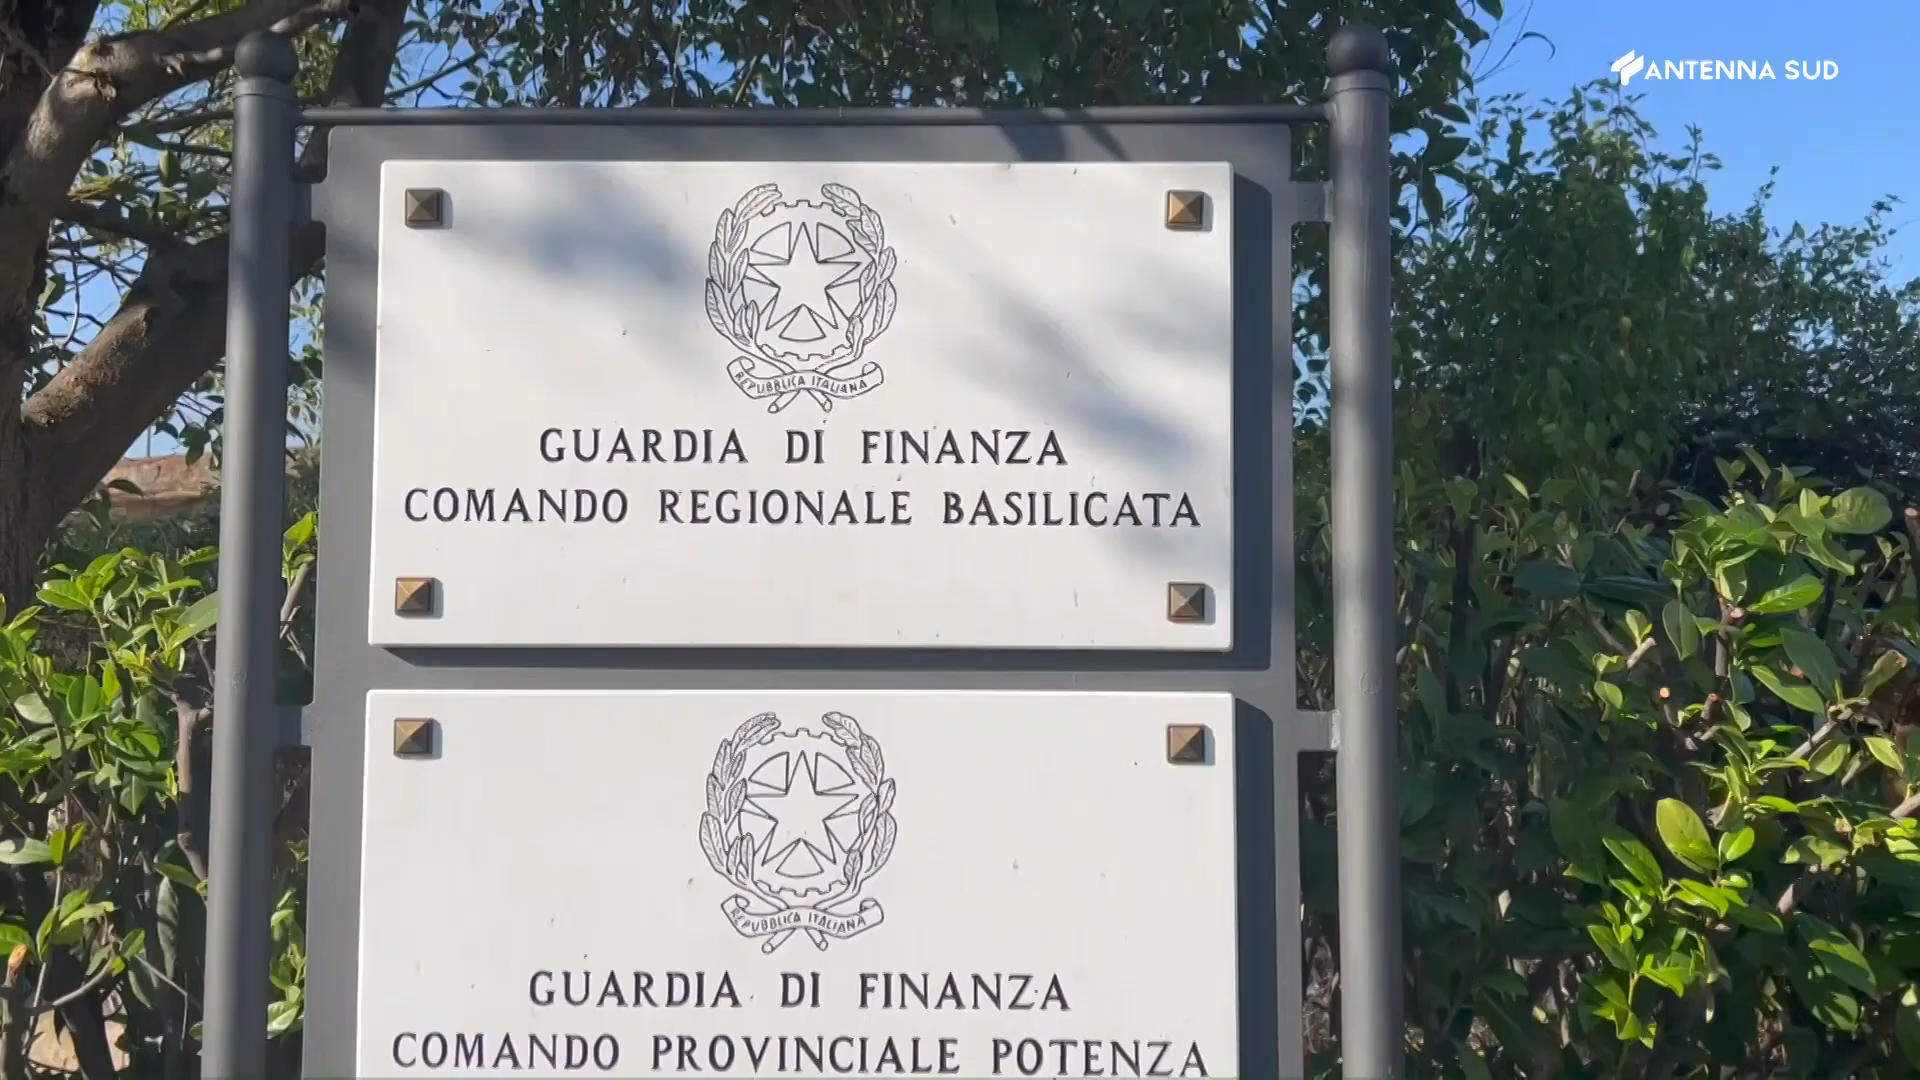 ANTENNA SUD
REPUBBLICA ITALIANA
GUARDIA DI FINANZA
COMANDO REGIONALE BASILICATA
REPUBBLICA ITALIANA
GUARDIA DI FINANZA
COMANDO PROVINCIALE POTENZA